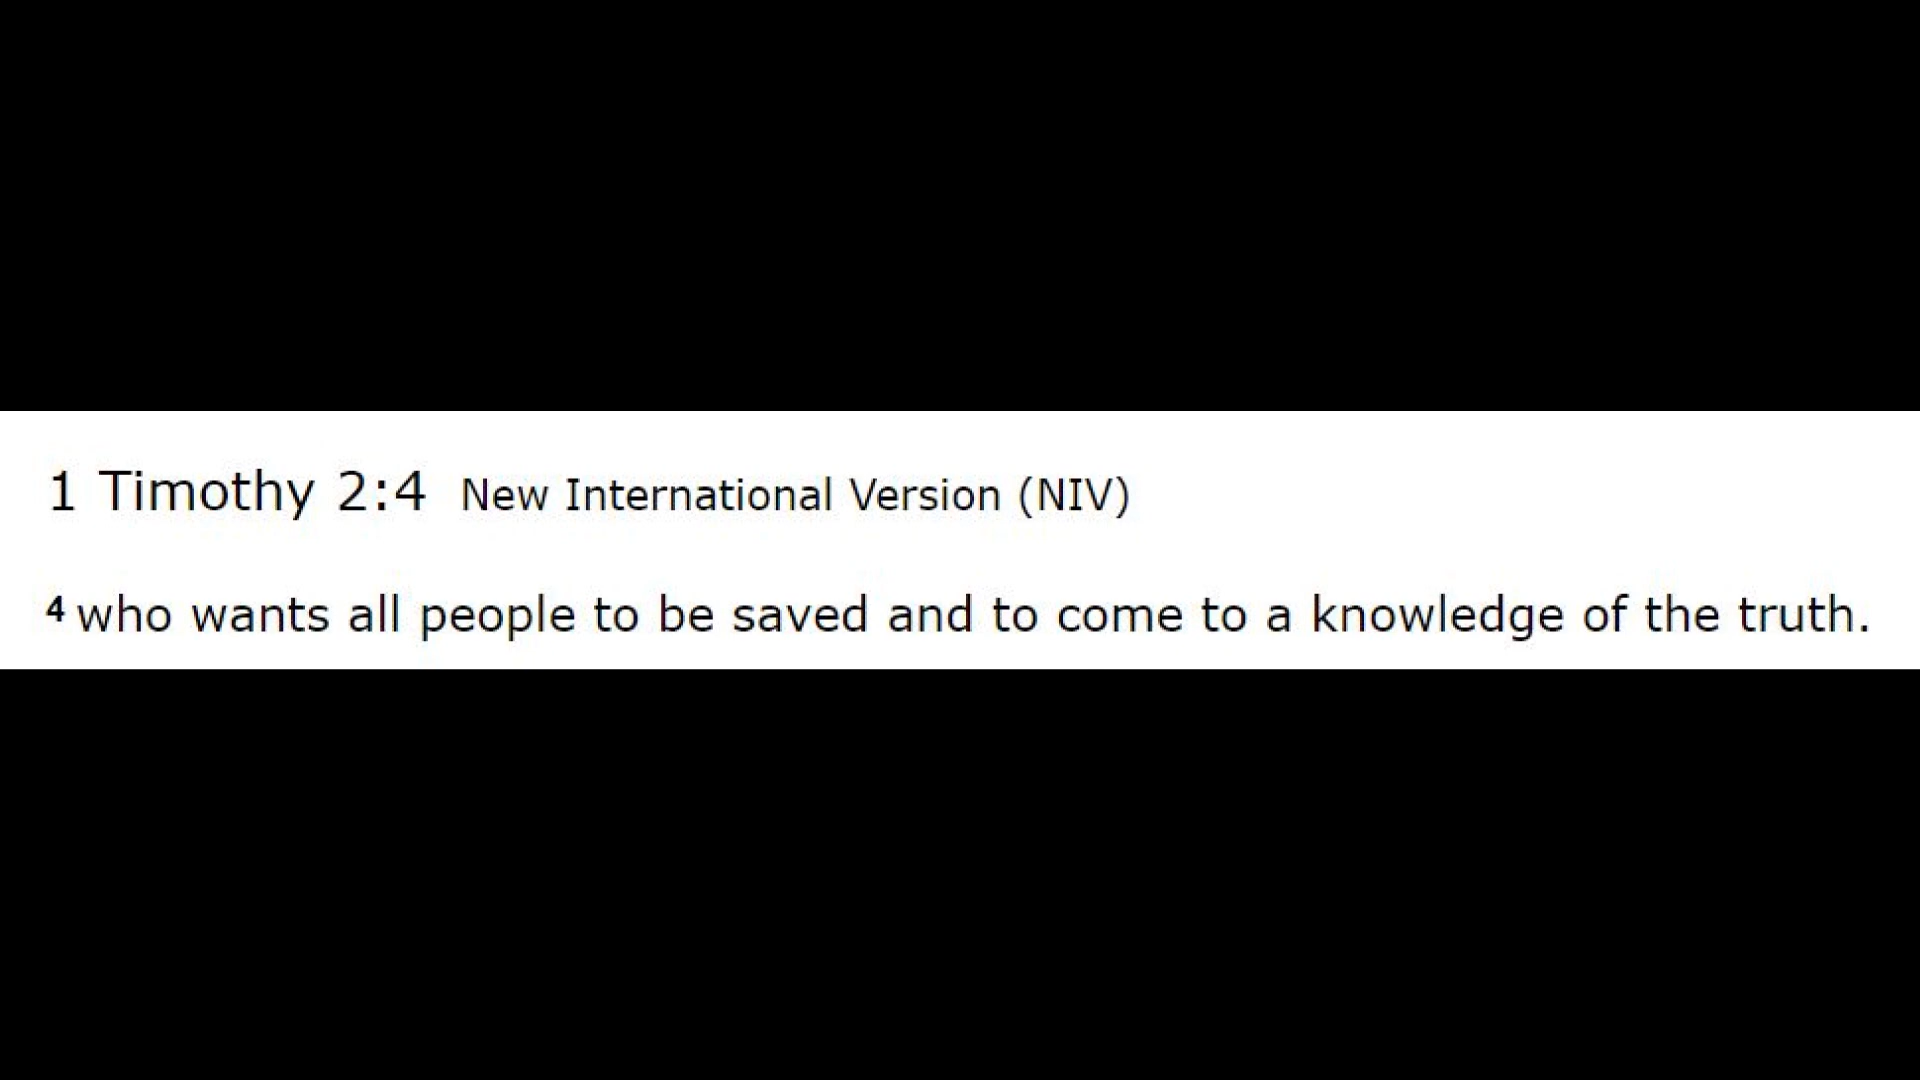 1 Timothy 2:4 New International Version (NIV)
4 who wants all people to be saved and to come to a knowledge of the truth.